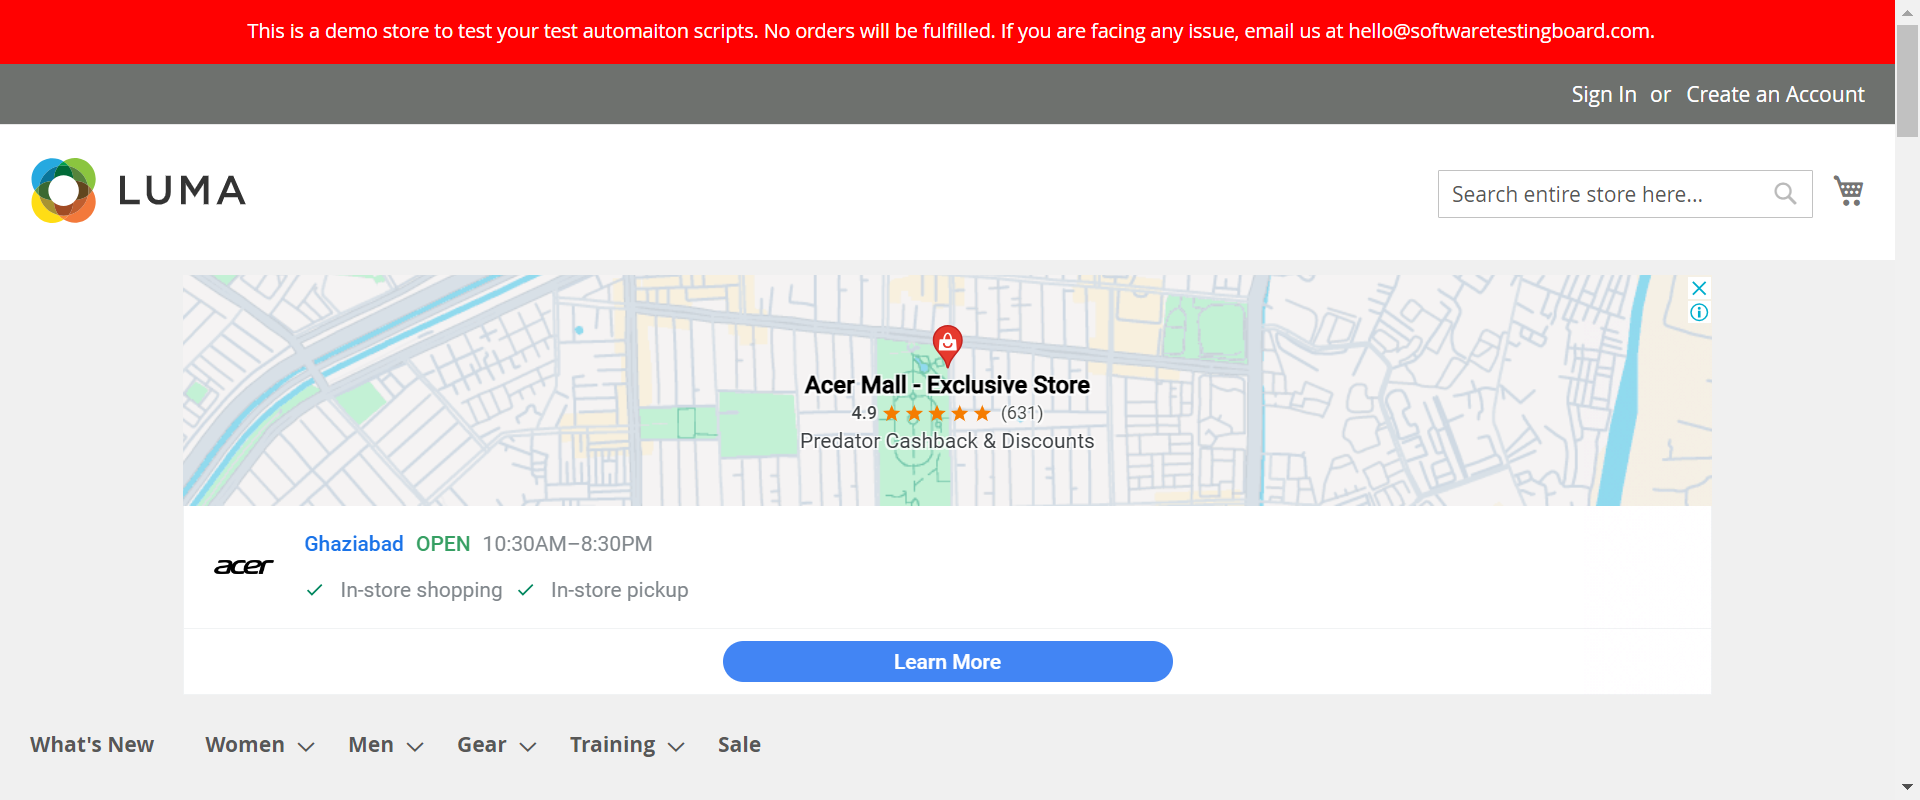 This is a demo store to test your test automaiton scripts. No orders will be fulfilled. If you are facing any issue, email us at hello@softwaretestingboard.com.
Sign In or Create an Account
LUMA
Search entire store here...
Acer Mall - Exclusive Store
4.9 ★★★★★ (631)
Predator Cashback & Discounts
acer
Ghaziabad OPEN 10:30AM–8:30PM
✓ In-store shopping ✓ In-store pickup
Learn More
What's New Women Men Gear Training Sale